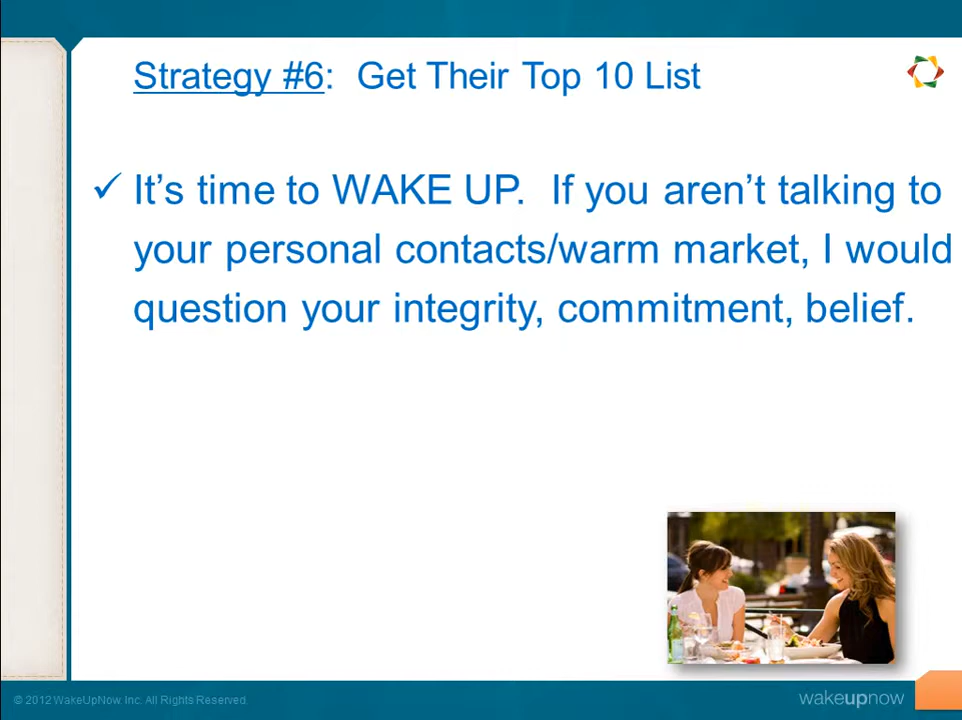 Strategy #6: Get Their Top 10 List
✓ It’s time to WAKE UP. If you aren’t talking to
your personal contacts/warm market, I would
question your integrity, commitment, belief.
© 2012 WakeUpNow, Inc. All Rights Reserved.
wakeupnow